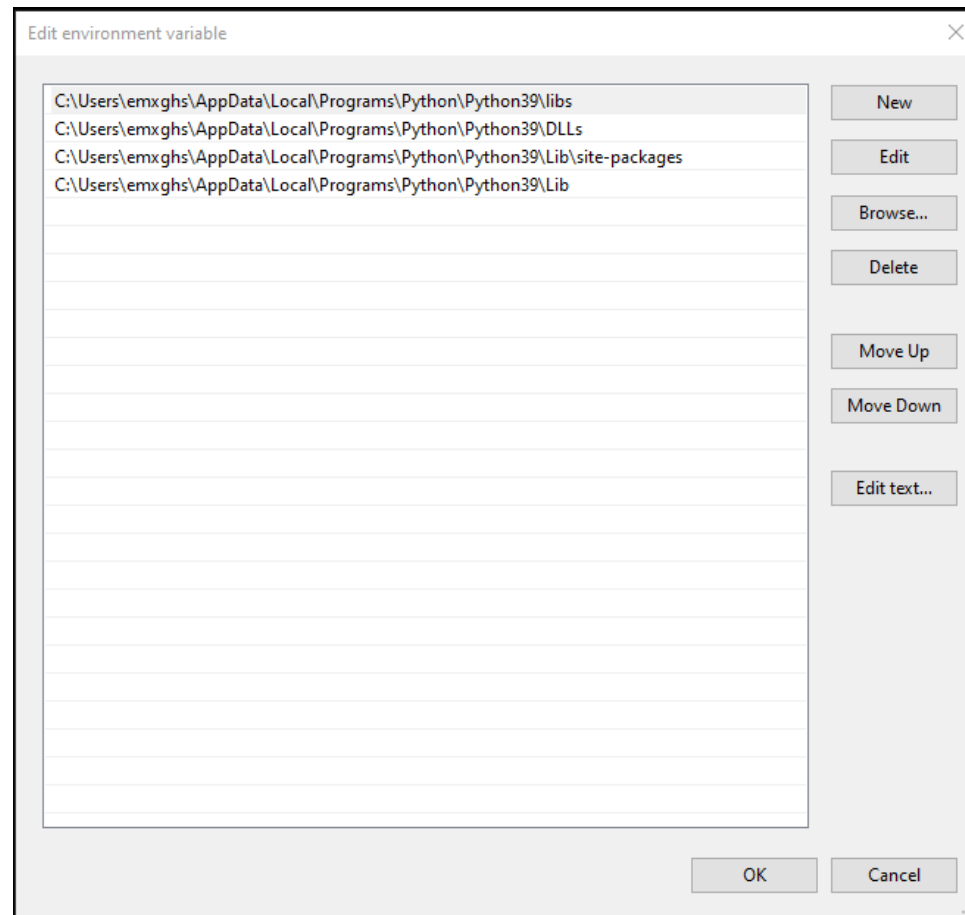 Edit environment variable
C:\Users\emxghs\AppData\Local\Programs\Python\Python39\libs
C:\Users\emxghs\AppData\Local\Programs\Python\Python39\DLLs
C:\Users\emxghs\AppData\Local\Programs\Python\Python39\Lib\site-packages
C:\Users\emxghs\AppData\Local\Programs\Python\Python39\Lib
New
Edit
Browse...
Delete
Move Up
Move Down
Edit text...
OK
Cancel